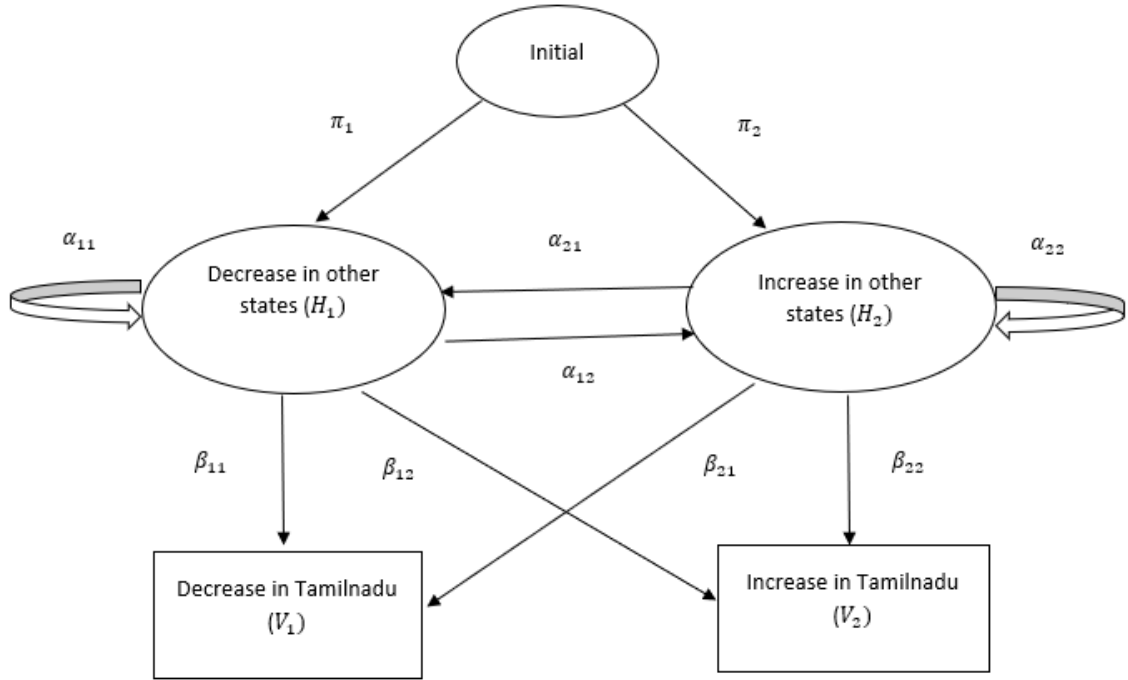 Initial
π₁
π₂
α₁₁
α₂₁
α₂₂
Decrease in other
states (H₁)
Increase in other
states (H₂)
α₁₂
β₁₁
β₁₂
β₂₁
β₂₂
Decrease in Tamilnadu
(V₁)
Increase in Tamilnadu
(V₂)